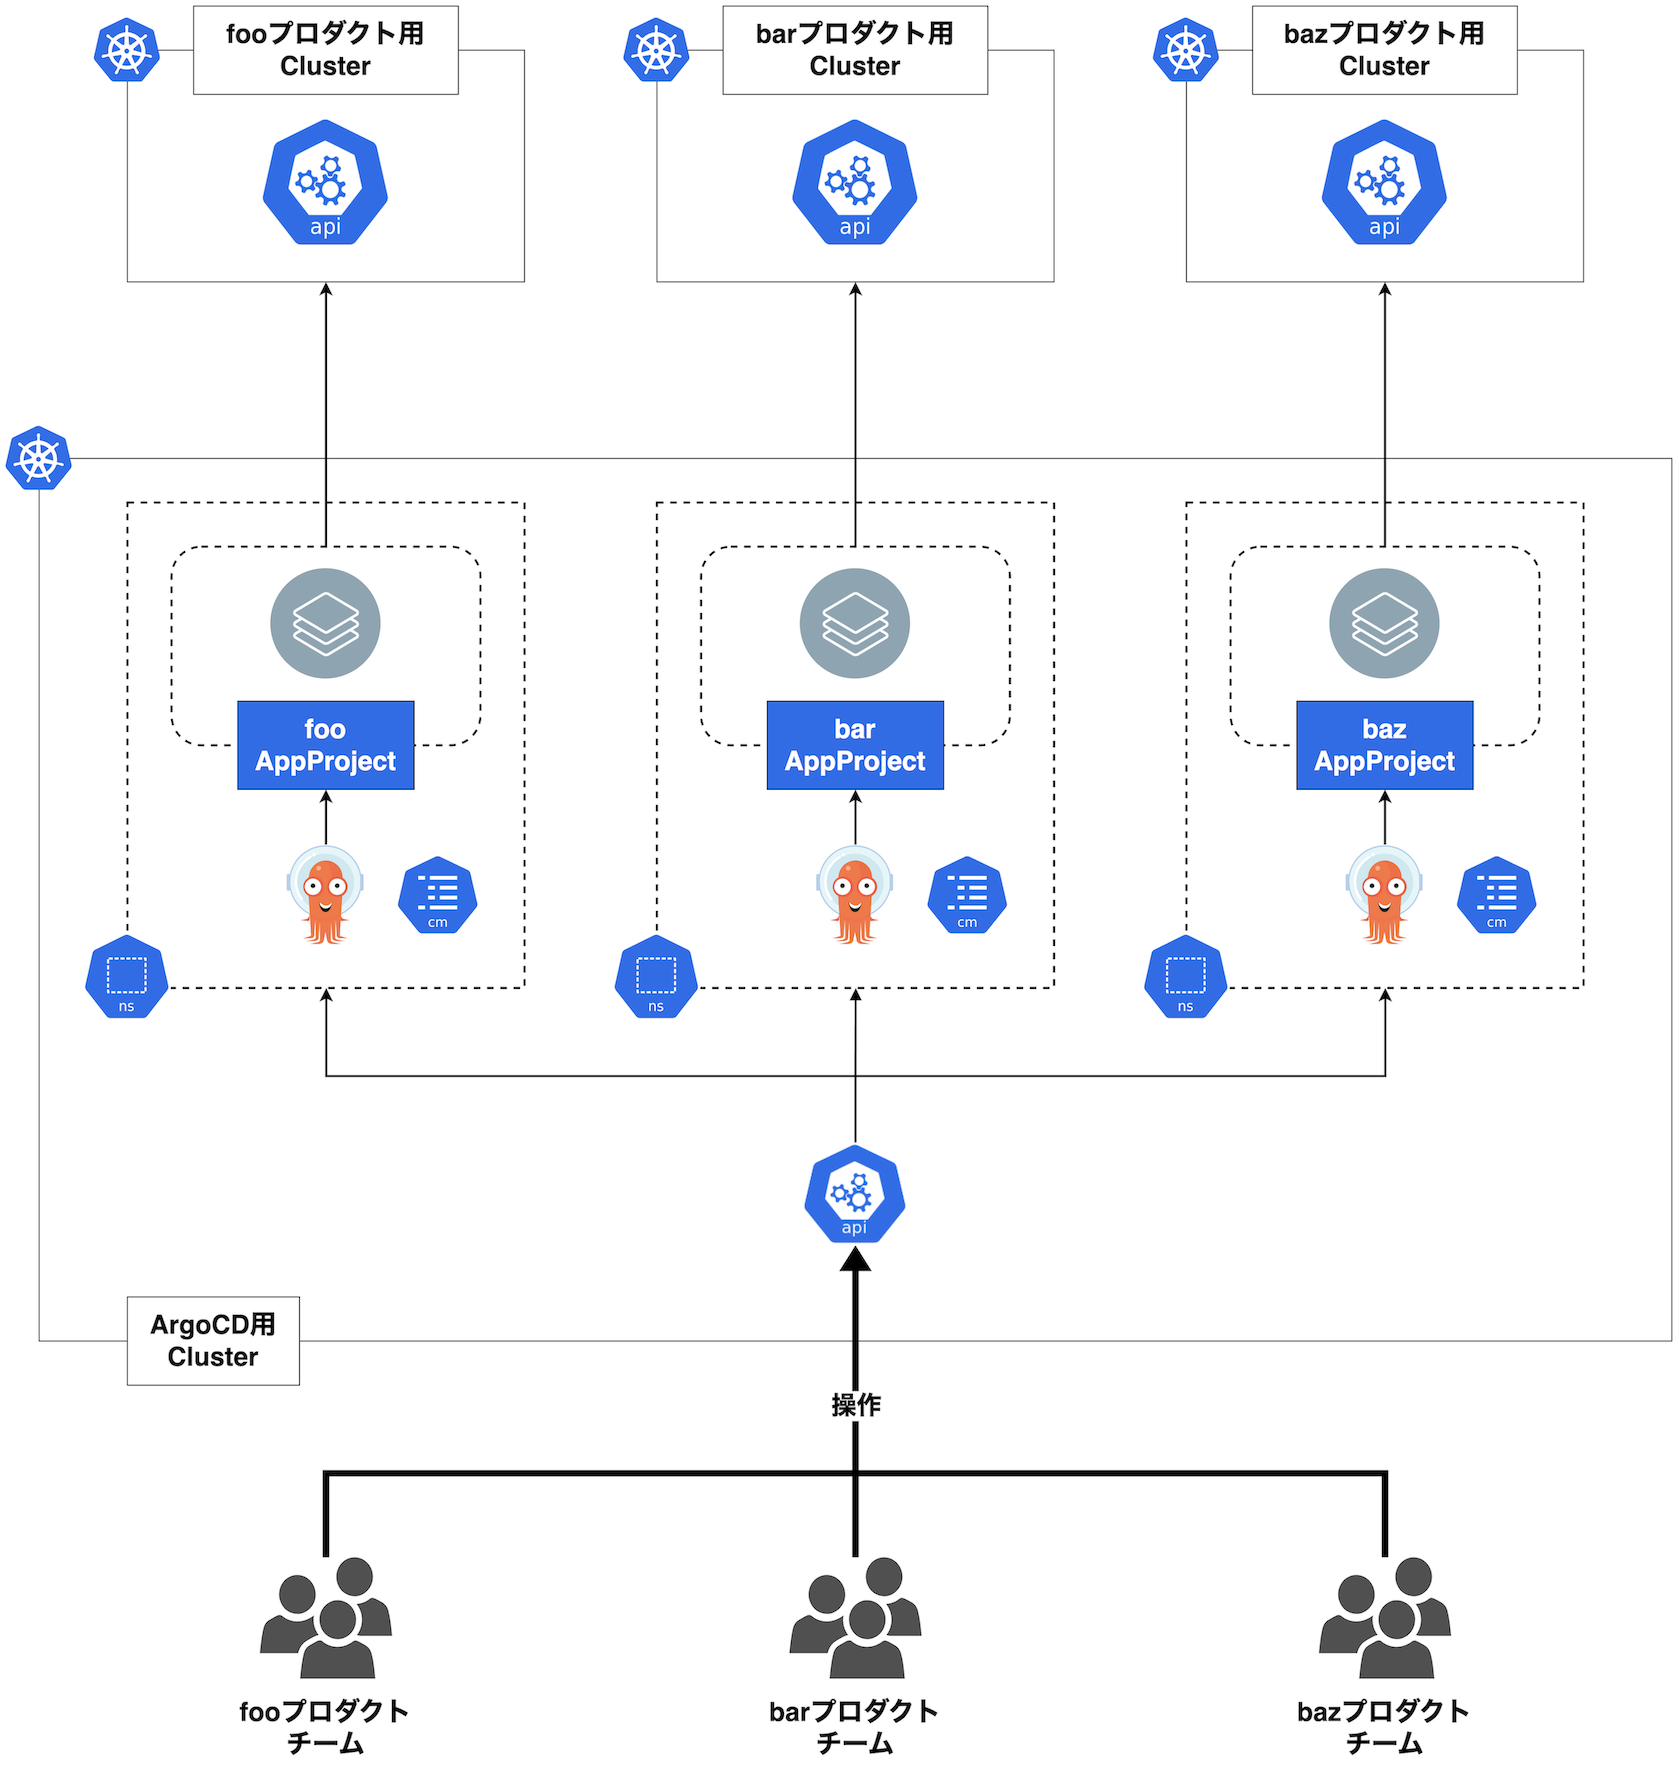 fooプロダクト用
Cluster
barプロダクト用
Cluster
bazプロダクト用
Cluster
api
api
api
foo
AppProject
bar
AppProject
baz
AppProject
cm
cm
cm
ns
ns
ns
api
ArgoCD用
Cluster
操作
fooプロダクト
チーム
barプロダクト
チーム
bazプロダクト
チーム